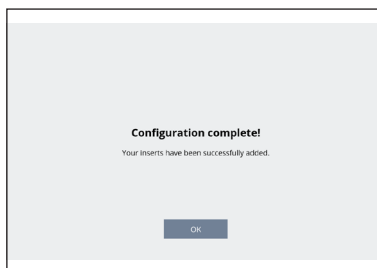 Configuration complete!
Your inserts have been successfully added.
OK